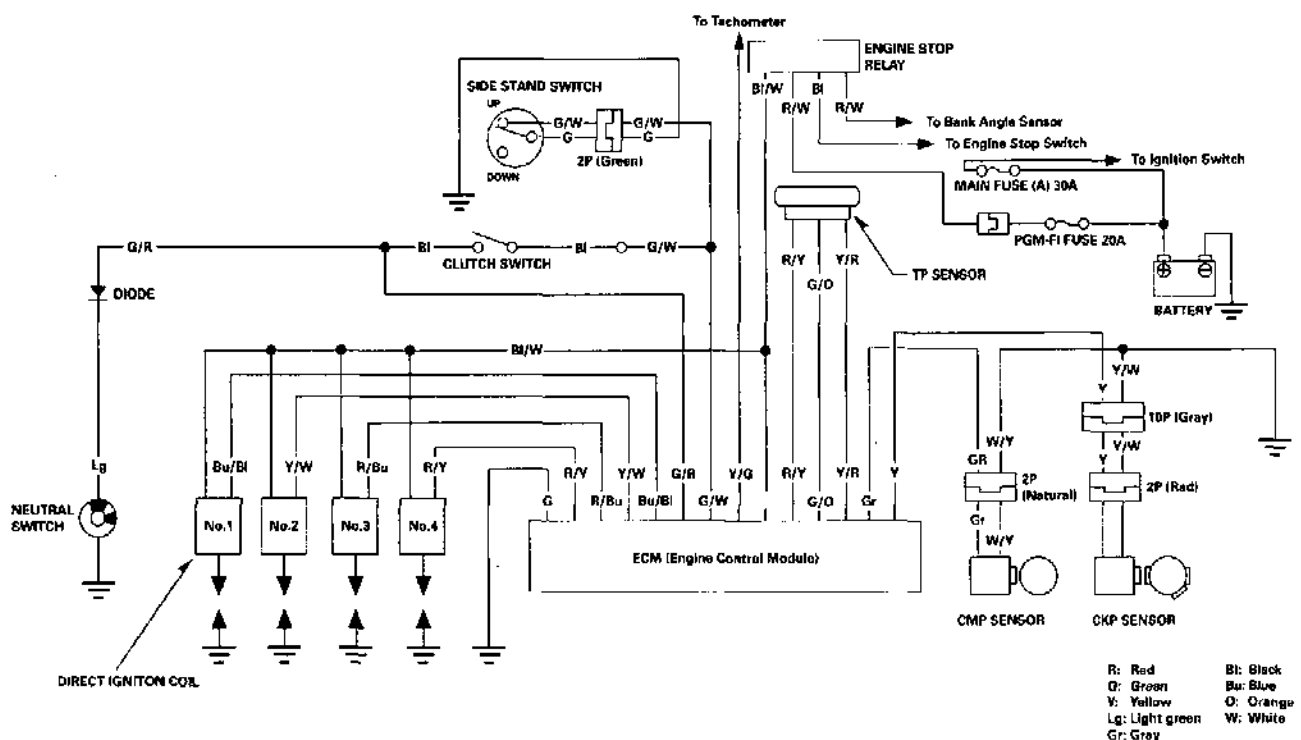 To Tachometer
ENGINE STOP
RELAY
Bl/W
R/W
Bl
R/W
SIDE STAND SWITCH
UP
G/W
G/W
G
G
2P (Green)
DOWN
To Bank Angle Sensor
To Engine Stop Switch
To Ignition Switch
MAIN FUSE (A) 30A
PGM-FI FUSE 20A
BATTERY
G/R
Bl
Bl
G/W
CLUTCH SWITCH
R/Y
Y/R
G/O
TP SENSOR
DIODE
Bl/W
Y
Y/W
10P (Gray)
Lg
Bu/Bl
Y/W
R/Bu
R/Y
G
R/Y
R/Bu
Y/W
Bu/Bl
G/R
G/W
Y/G
R/Y
G/O
Y/R
Gr
Y
GR
W/Y
Y
Y/W
2P
(Natural)
2P (Red)
NEUTRAL
SWITCH
No.1
No.2
No.3
No.4
Gr
W/Y
ECM (Engine Control Module)
CMP SENSOR
CKP SENSOR
DIRECT IGNITON COIL
R: Red
Bl: Black
G: Green
Bu: Blue
Y: Yellow
O: Orange
Lg: Light green
W: White
Gr: Gray